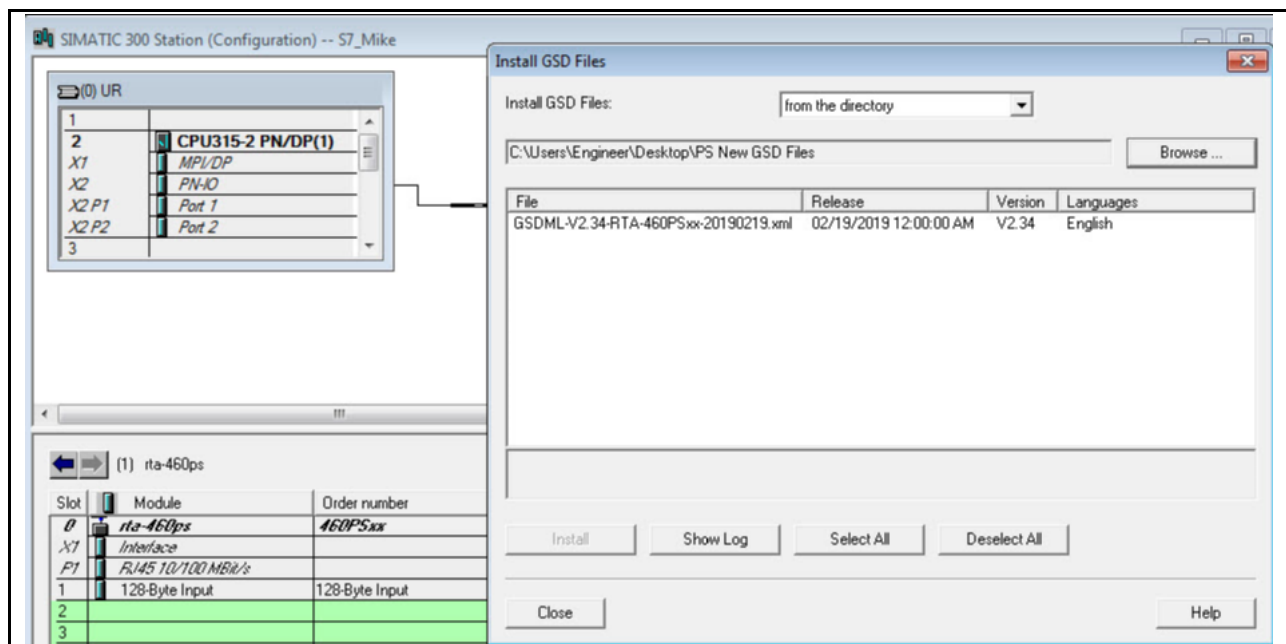 SIMATIC 300 Station (Configuration) -- S7_Mike
(0) UR
1
2 CPU315-2 PN/DP(1)
X1 MPI/DP
X2 PN-IO
X2 P1 Port 1
X2 P2 Port 2
3
Install GSD Files
Install GSD Files: from the directory
C:\Users\Engineer\Desktop\PS New GSD Files Browse ...
File Release Version Languages
GSDML-V2.34-RTA-460PSxx-20190219.xml 02/19/2019 12:00:00 AM V2.34 English
Install Show Log Select All Deselect All
Close Help
(1) rta-460ps
Slot Module Order number
0 rta-460ps 460PSxx
X1 Interface
P1 RJ45 10/100 MBit/s
1 128-Byte Input 128-Byte Input
2
3